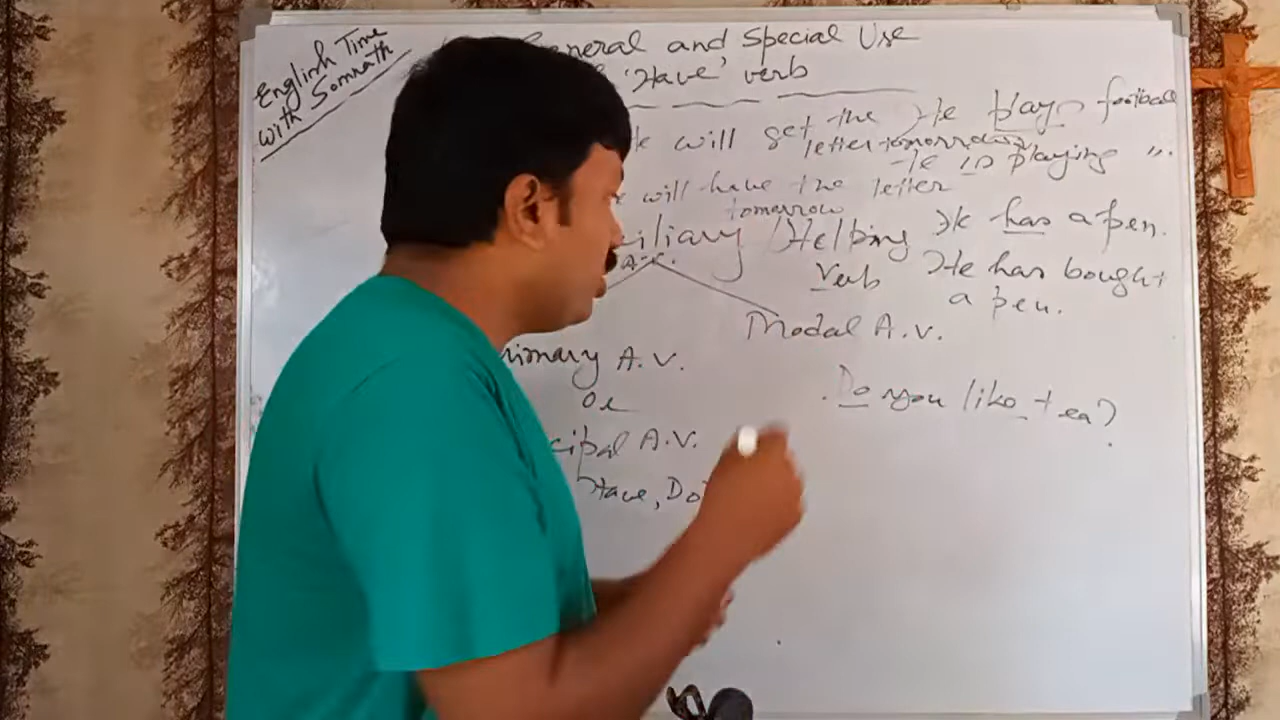 English Time
with Somnath
General and Special Use
'Have' verb
will get the
letter tomorrow
will have the letter
tomorrow
He plays football
He is playing ".
Auxiliary / Helping
Verb
A.V.
He has a pen.
He has bought
a pen.
Modal A.V.
Primary A.V.
Or
cipal A.V.
Have, Do
Do you like tea?